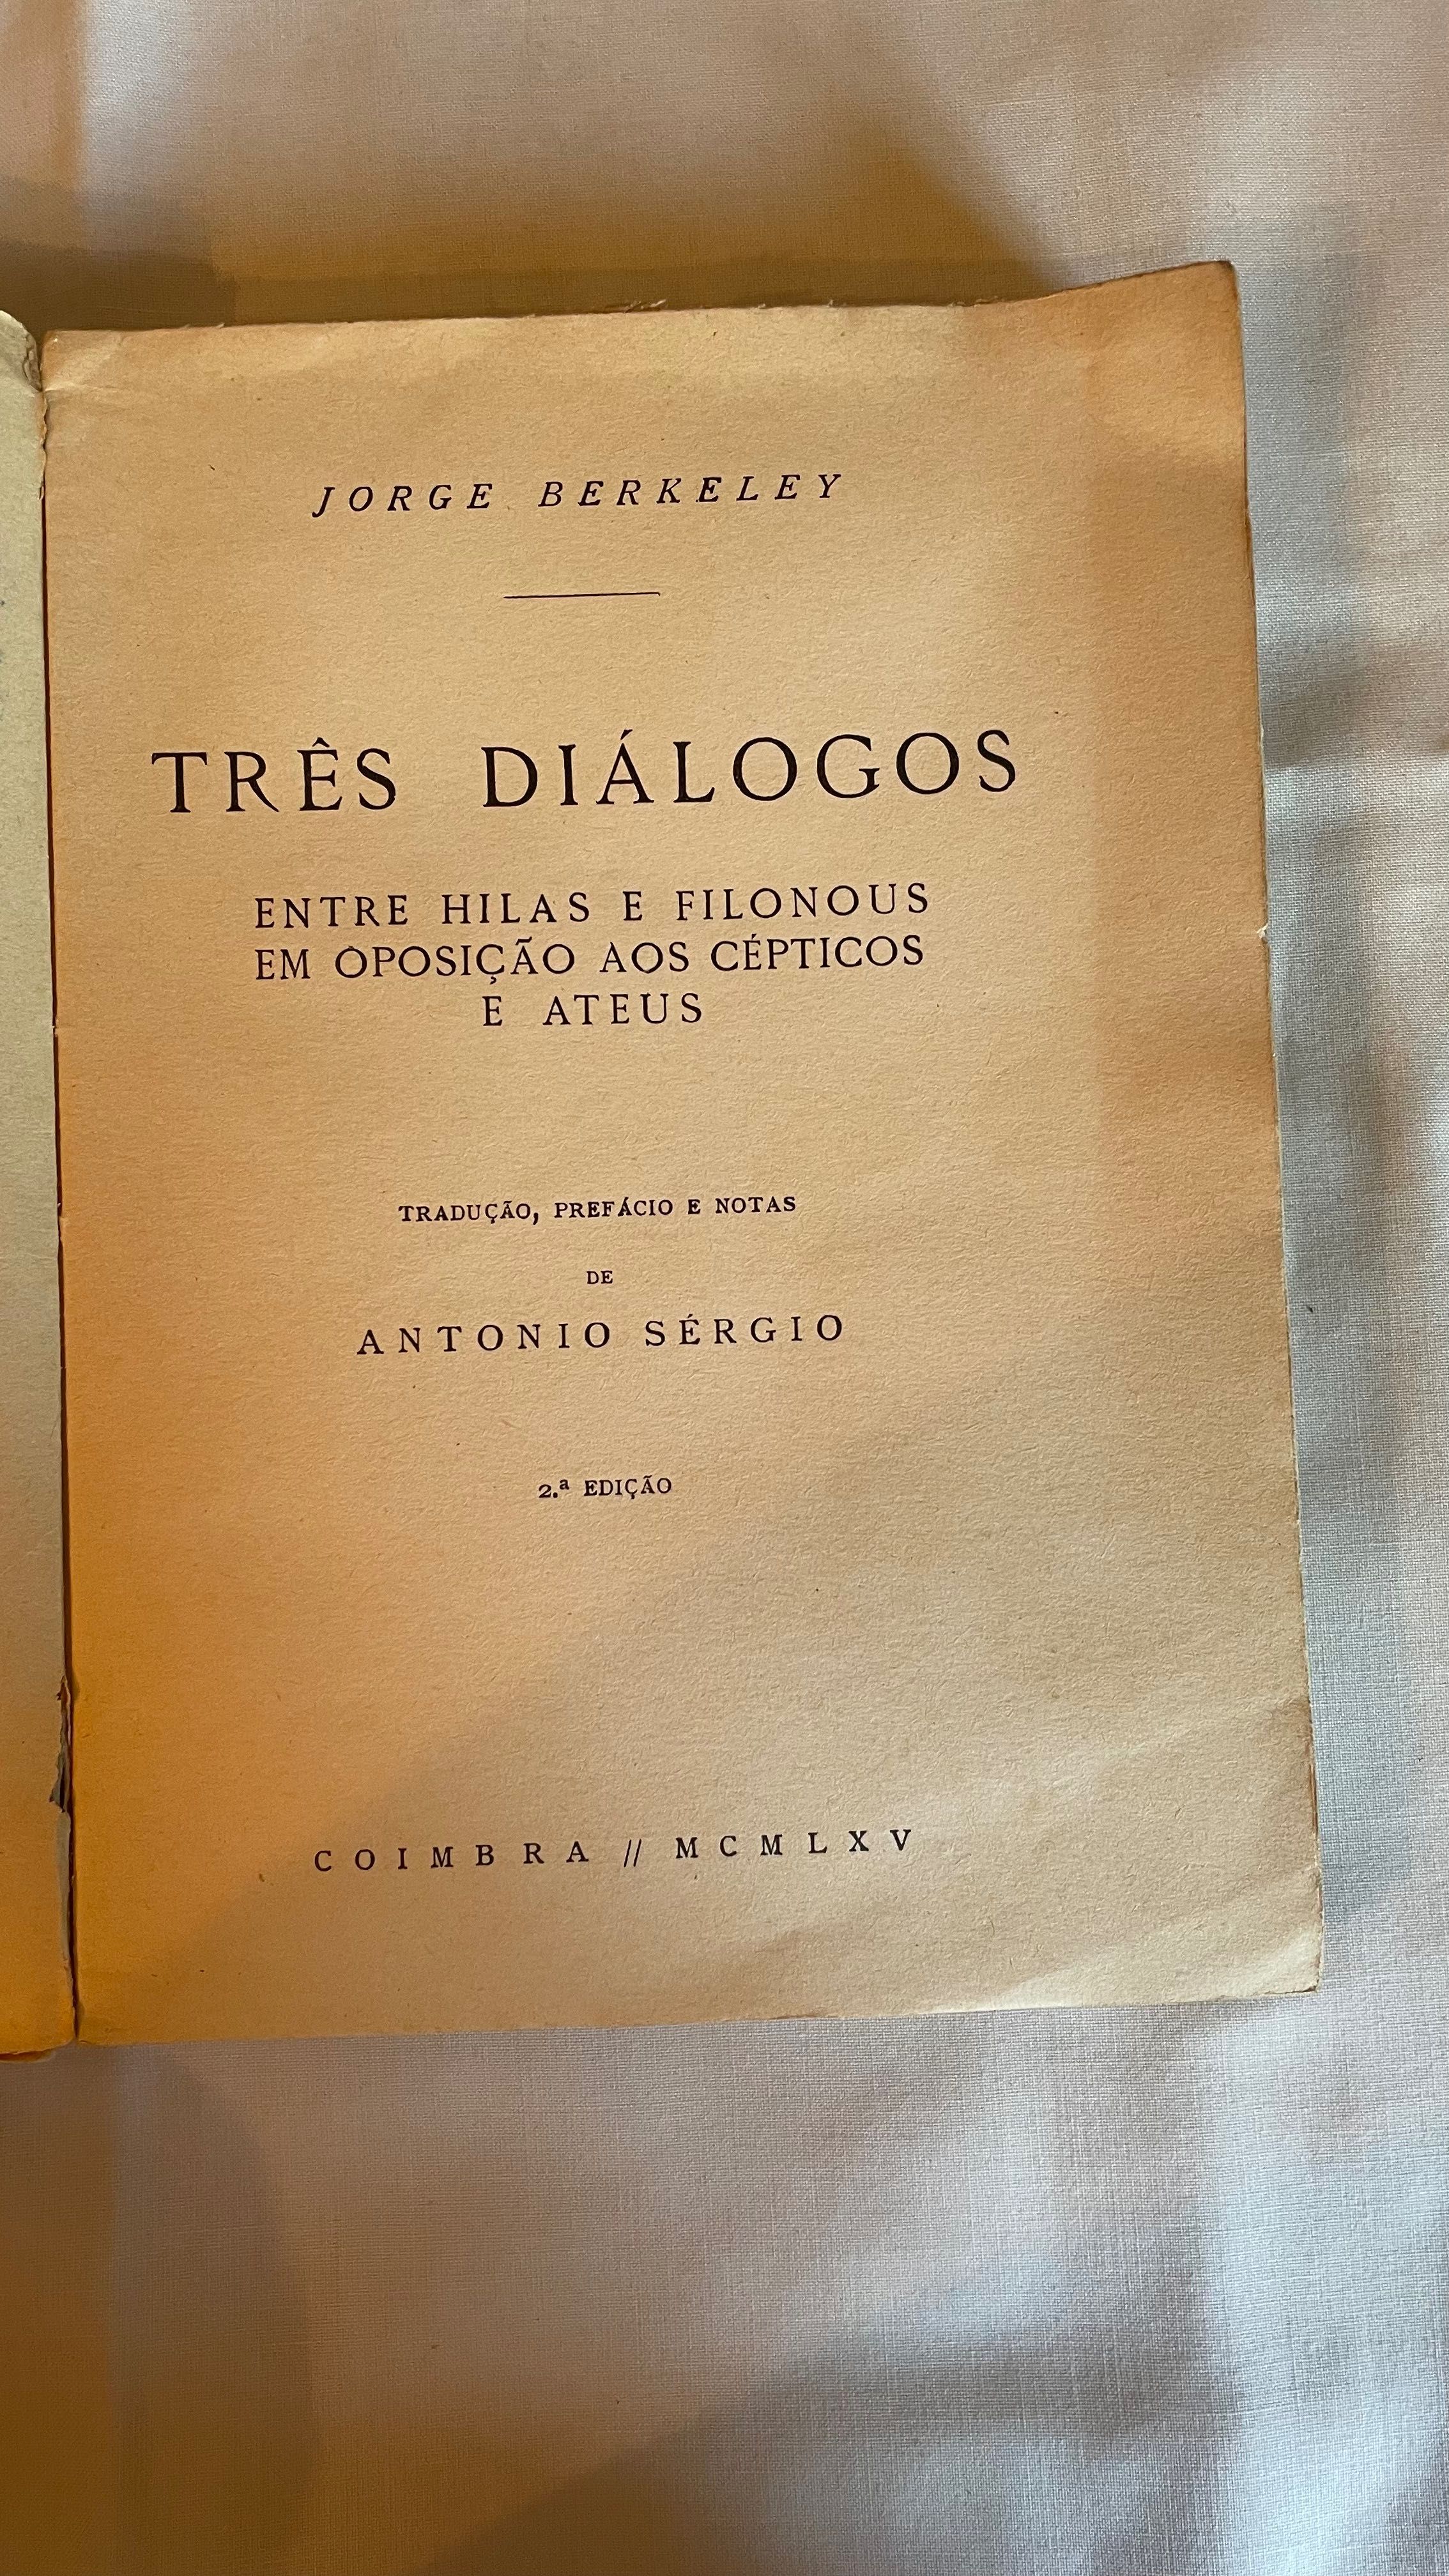 JORGE BERKELEY
TRÊS DIÁLOGOS
ENTRE HILAS E FILONOUS
EM OPOSIÇÃO AOS CÉPTICOS
E ATEUS
TRADUÇÃO, PREFÁCIO E NOTAS
DE
ANTONIO SÉRGIO
2.ª EDIÇÃO
COIMBRA // MCMLXV